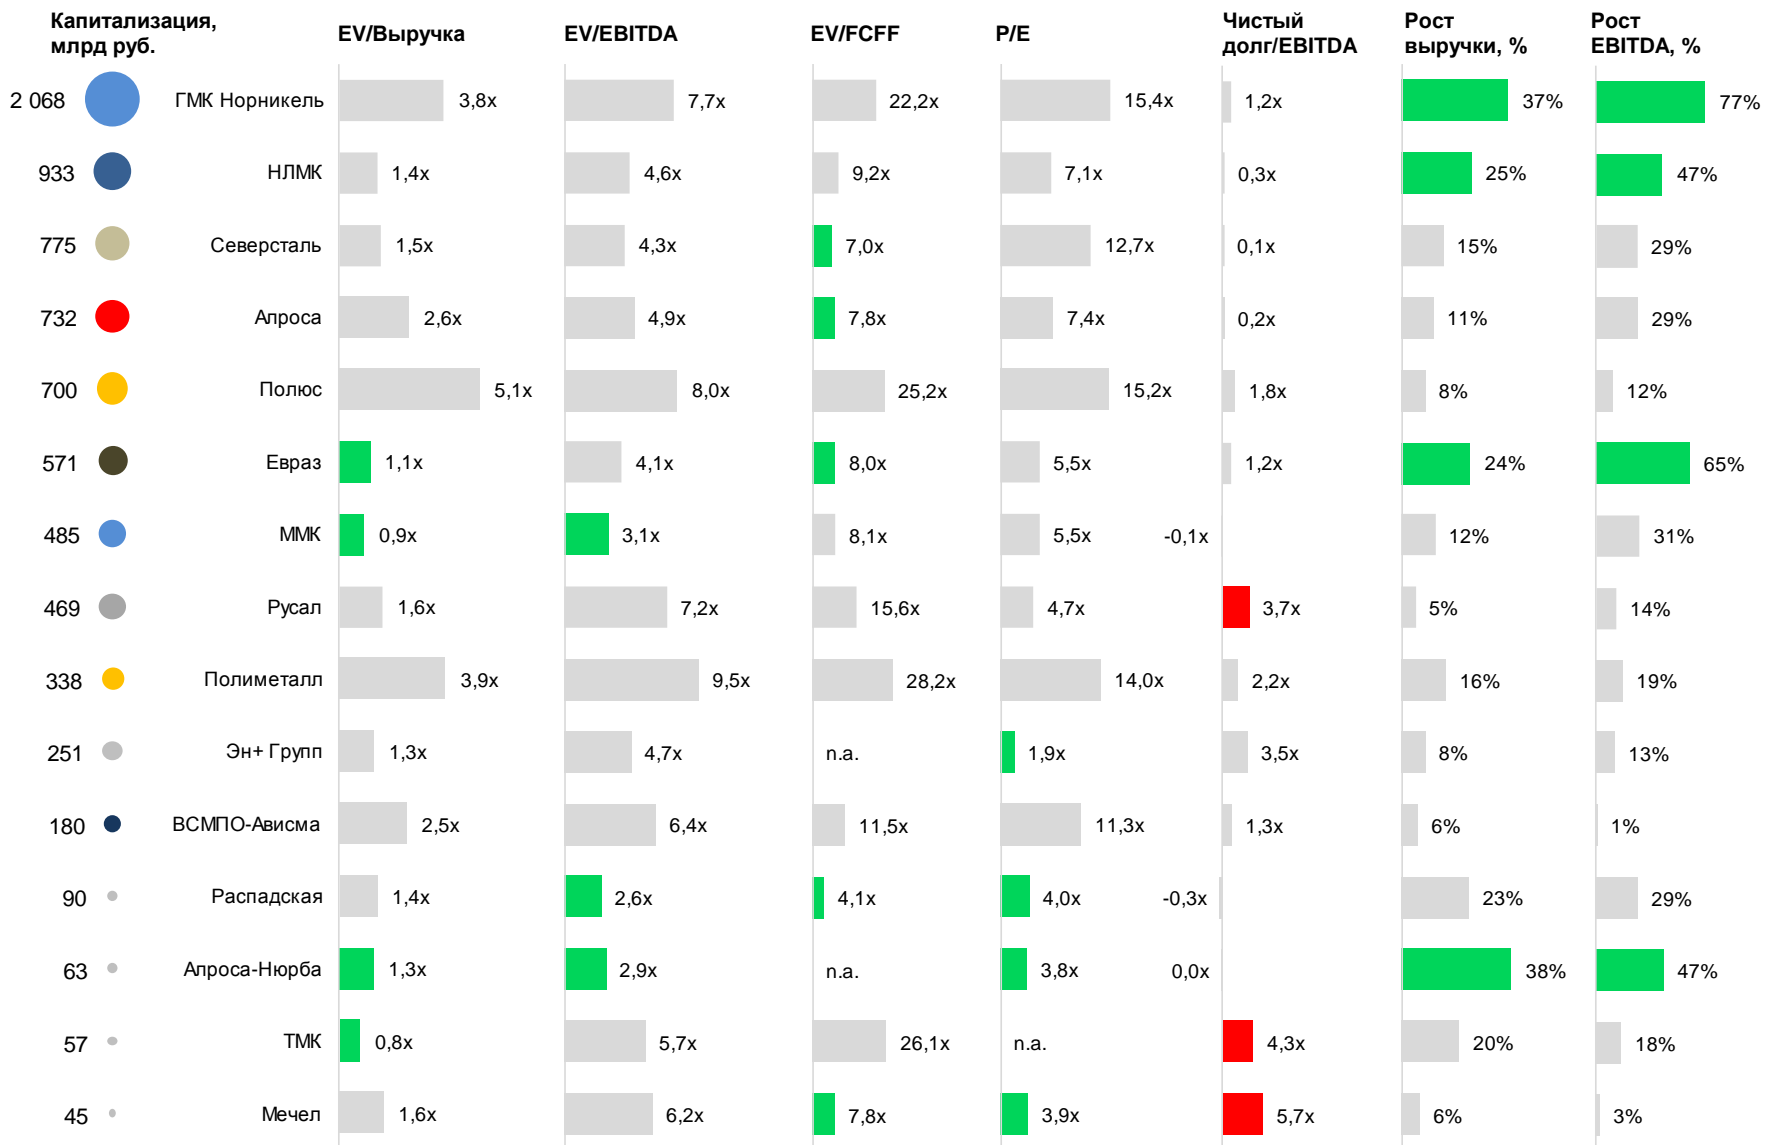 Капитализация, млрд руб. EV/Выручка EV/EBITDA EV/FCFF P/E Чистый долг/EBITDA Рост выручки, % Рост EBITDA, %
2 068 ГМК Норникель 3,8x 7,7x 22,2x 15,4x 1,2x 37% 77%
933 НЛМК 1,4x 4,6x 9,2x 7,1x 0,3x 25% 47%
775 Северсталь 1,5x 4,3x 7,0x 12,7x 0,1x 15% 29%
732 Алроса 2,6x 4,9x 7,8x 7,4x 0,2x 11% 29%
700 Полюс 5,1x 8,0x 25,2x 15,2x 1,8x 8% 12%
571 Евраз 1,1x 4,1x 8,0x 5,5x 1,2x 24% 65%
485 ММК 0,9x 3,1x 8,1x 5,5x -0,1x 12% 31%
469 Русал 1,6x 7,2x 15,6x 4,7x 3,7x 5% 14%
338 Полиметалл 3,9x 9,5x 28,2x 14,0x 2,2x 16% 19%
251 Эн+ Групп 1,3x 4,7x n.a. 1,9x 3,5x 8% 13%
180 ВСМПО-Ависма 2,5x 6,4x 11,5x 11,3x 1,3x 6% 1%
90 Распадская 1,4x 2,6x 4,1x 4,0x -0,3x 23% 29%
63 Алроса-Нюрба 1,3x 2,9x n.a. 3,8x 0,0x 38% 47%
57 ТМК 0,8x 5,7x 26,1x n.a. 4,3x 20% 18%
45 Мечел 1,6x 6,2x 7,8x 3,9x 5,7x 6% 3%